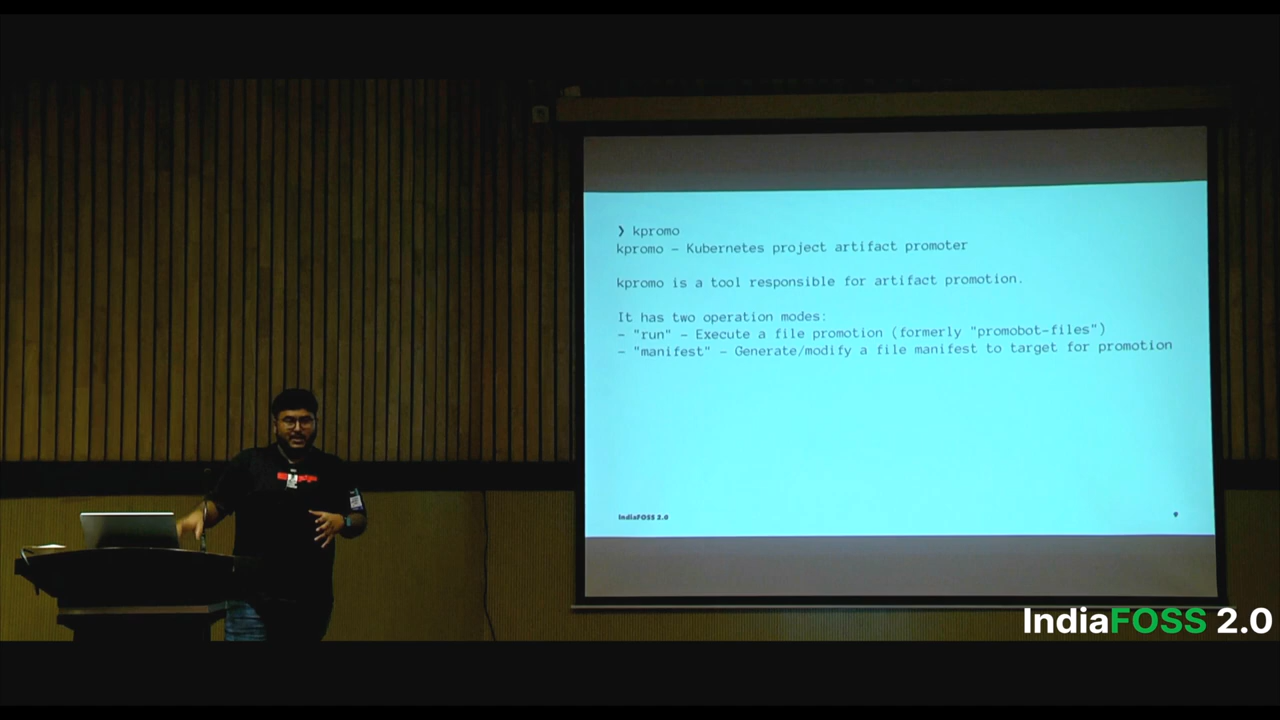 ❯ kpromo
kpromo – Kubernetes project artifact promoter
kpromo is a tool responsible for artifact promotion.
It has two operation modes:
– "run" – Execute a file promotion (formerly "promobot-files")
– "manifest" – Generate/modify a file manifest to target for promotion
IndiaFOSS 2.0
9
IndiaFOSS 2.0